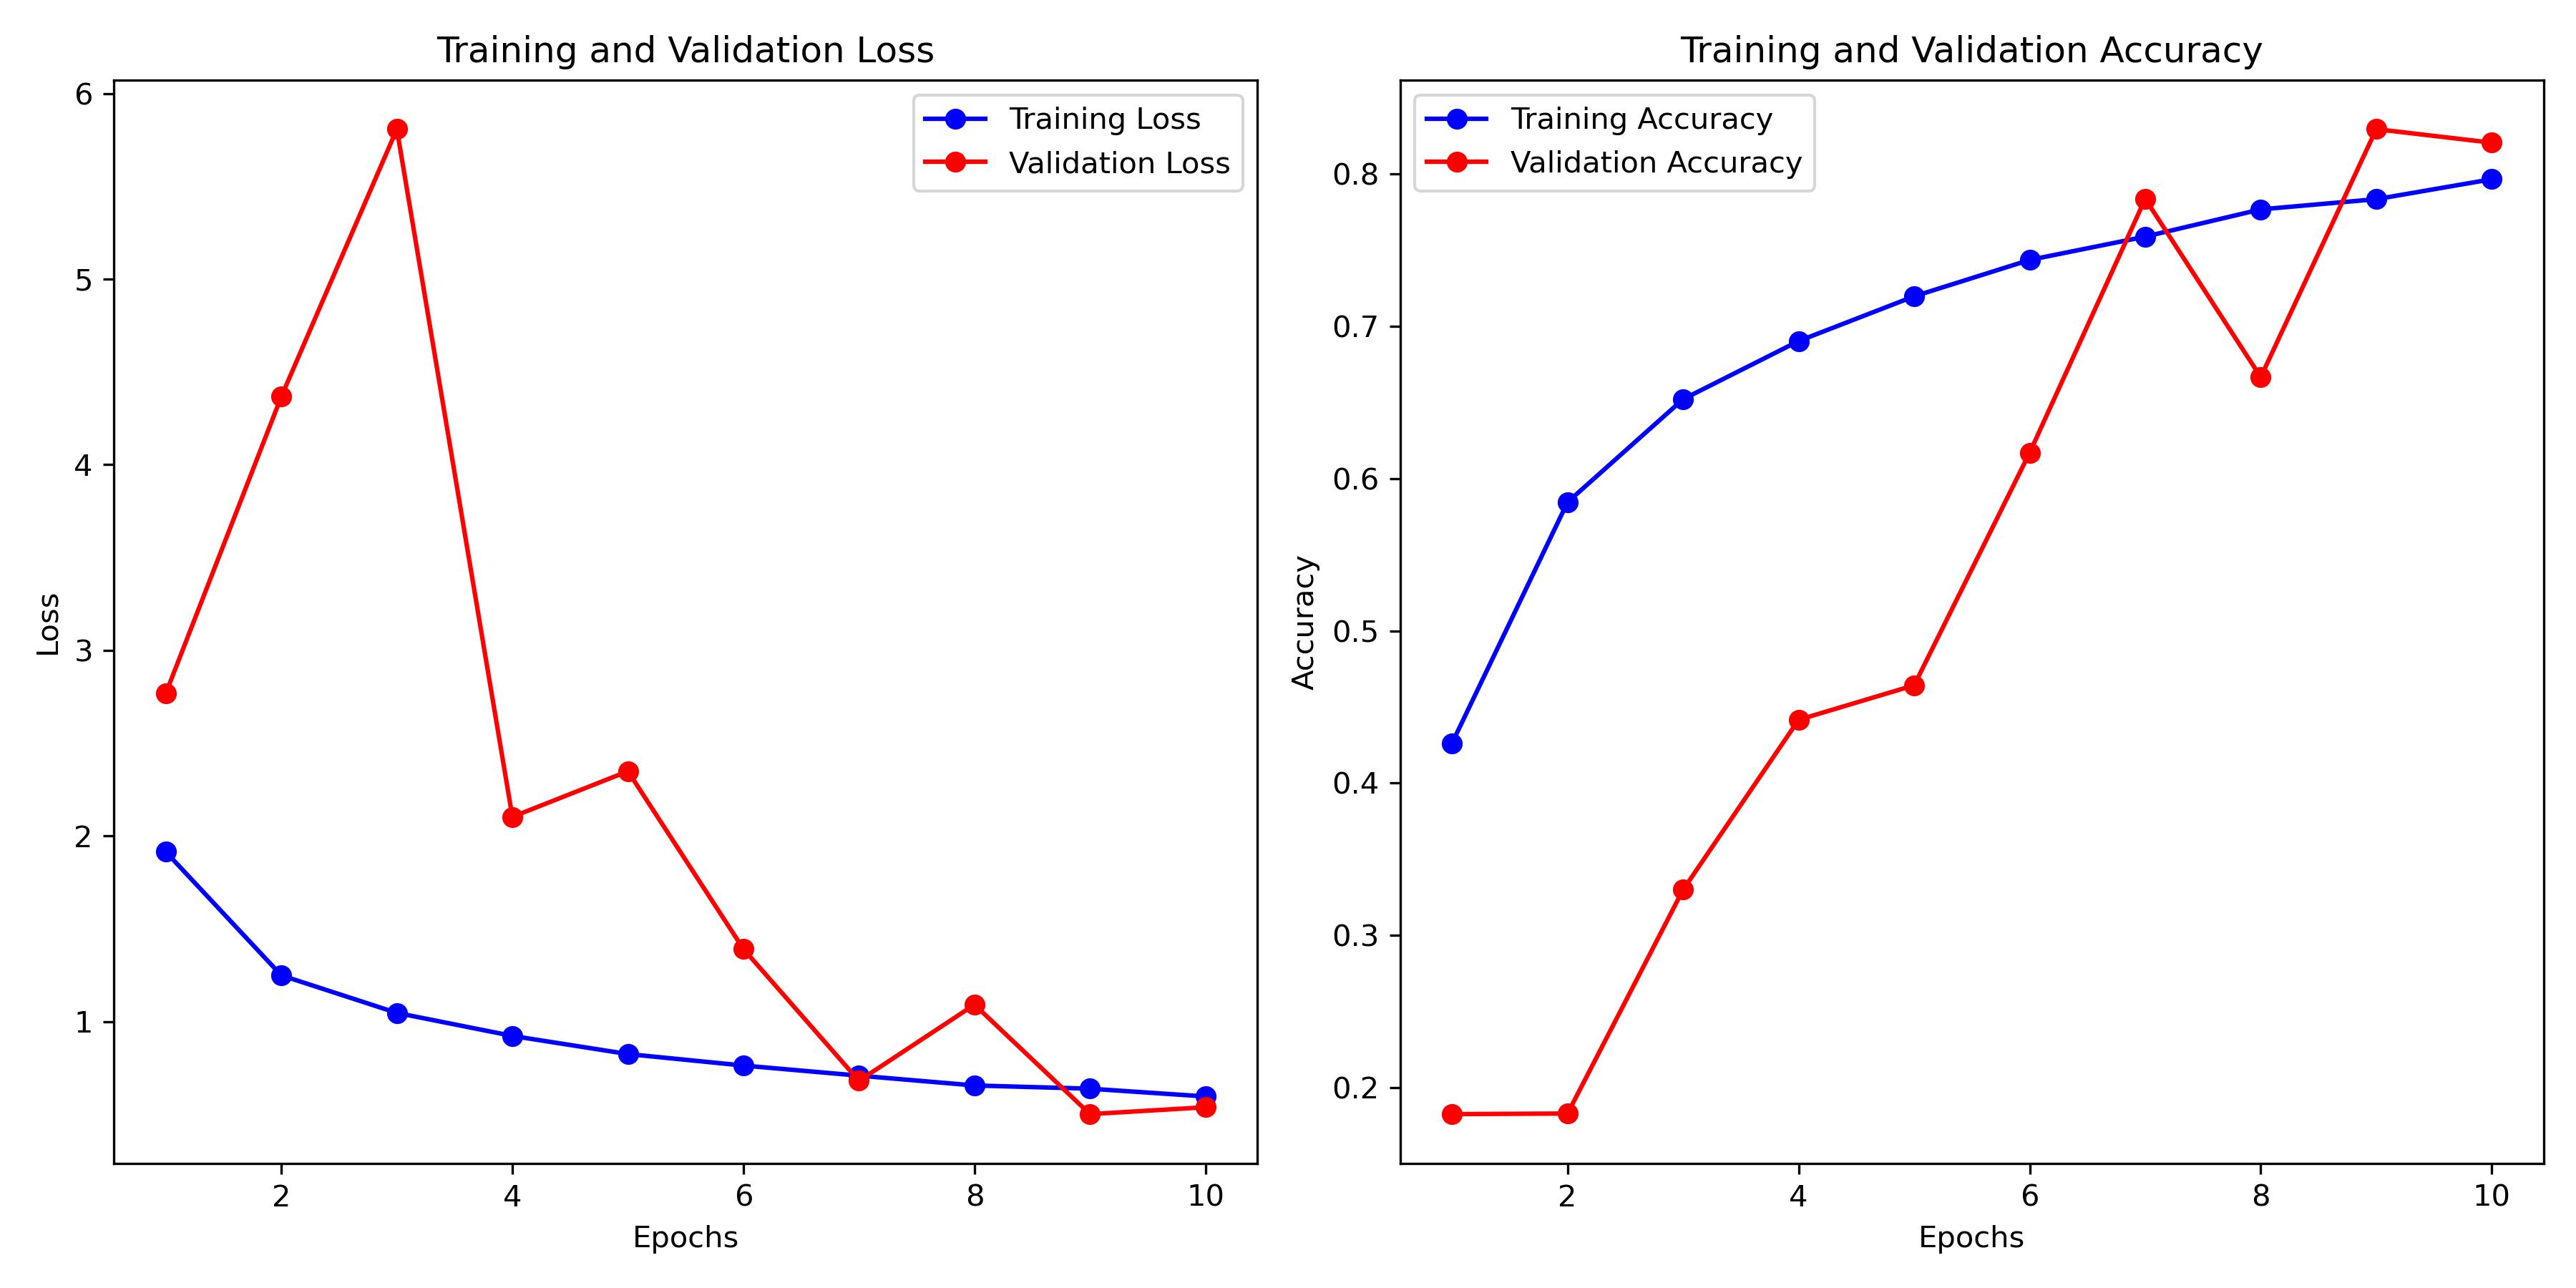 Training and Validation Loss
6
5
4
3
2
1
Loss
Training Loss
Validation Loss
2 4 6 8 10
Epochs
Training and Validation Accuracy
0.8
0.7
0.6
0.5
0.4
0.3
0.2
Accuracy
Training Accuracy
Validation Accuracy
2 4 6 8 10
Epochs